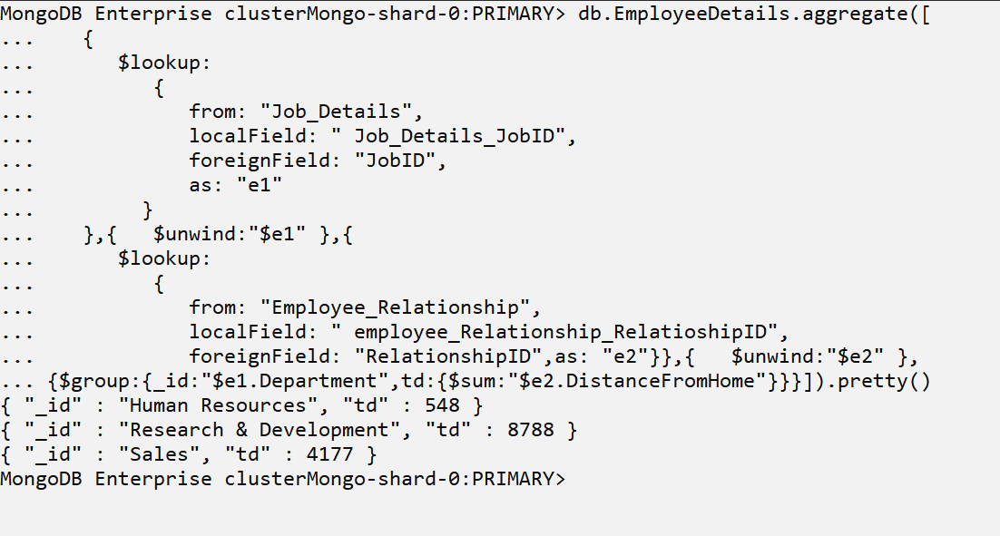 MongoDB Enterprise clusterMongo-shard-0:PRIMARY> db.EmployeeDetails.aggregate([
...    {
...       $lookup:
...          {
...             from: "Job_Details",
...             localField: " Job_Details_JobID",
...             foreignField: "JobID",
...             as: "e1"
...         }
...    },{   $unwind:"$e1" },{
...       $lookup:
...          {
...             from: "Employee_Relationship",
...             localField: " employee_Relationship_RelatioshipID",
...             foreignField: "RelationshipID",as: "e2"}},{   $unwind:"$e2" },
... {$group:{_id:"$e1.Department",td:{$sum:"$e2.DistanceFromHome"}}}]).pretty()
{ "_id" : "Human Resources", "td" : 548 }
{ "_id" : "Research & Development", "td" : 8788 }
{ "_id" : "Sales", "td" : 4177 }
MongoDB Enterprise clusterMongo-shard-0:PRIMARY>